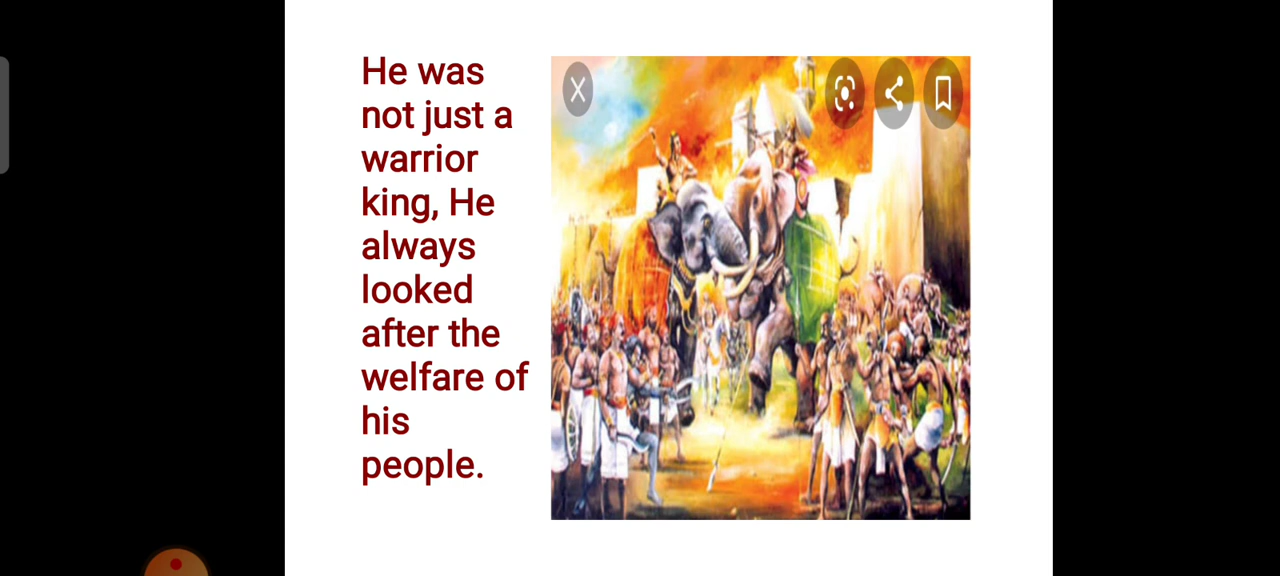 He was
not just a
warrior
king, He
always
looked
after the
welfare of
his
people.